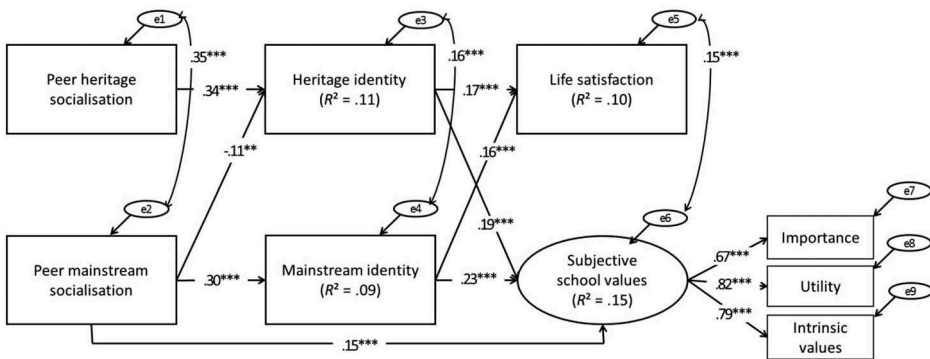 e1
e3
e5
.35***
.16***
.15***
Peer heritage
socialisation
.34***
Heritage identity
(R² = .11)
.17***
Life satisfaction
(R² = .10)
-.11**
.16***
e2
e4
e6
e7
.19***
Importance
e8
Peer mainstream
socialisation
.30***
Mainstream identity
(R² = .09)
.23***
Subjective
school values
(R² = .15)
.67***
.82***
Utility
e9
.79***
Intrinsic
values
.15***